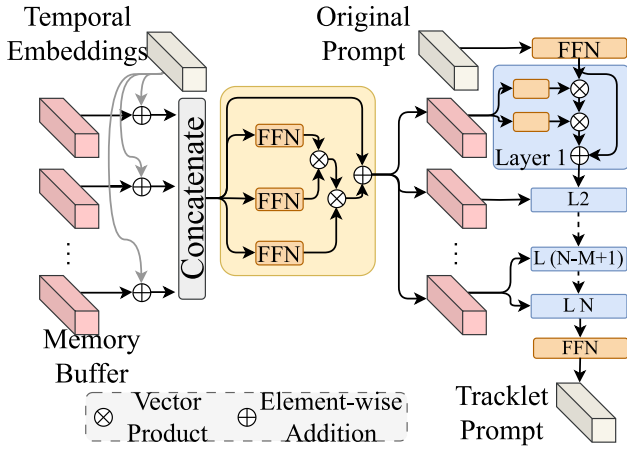 Temporal
Embeddings
Original
Prompt
FFN
Concatenate
FFN
FFN
FFN
Layer 1
L2
⋮
⋮
L (N-M+1)
L N
FFN
Memory
Buffer
Tracklet
Prompt
Vector
Product
Element-wise
Addition